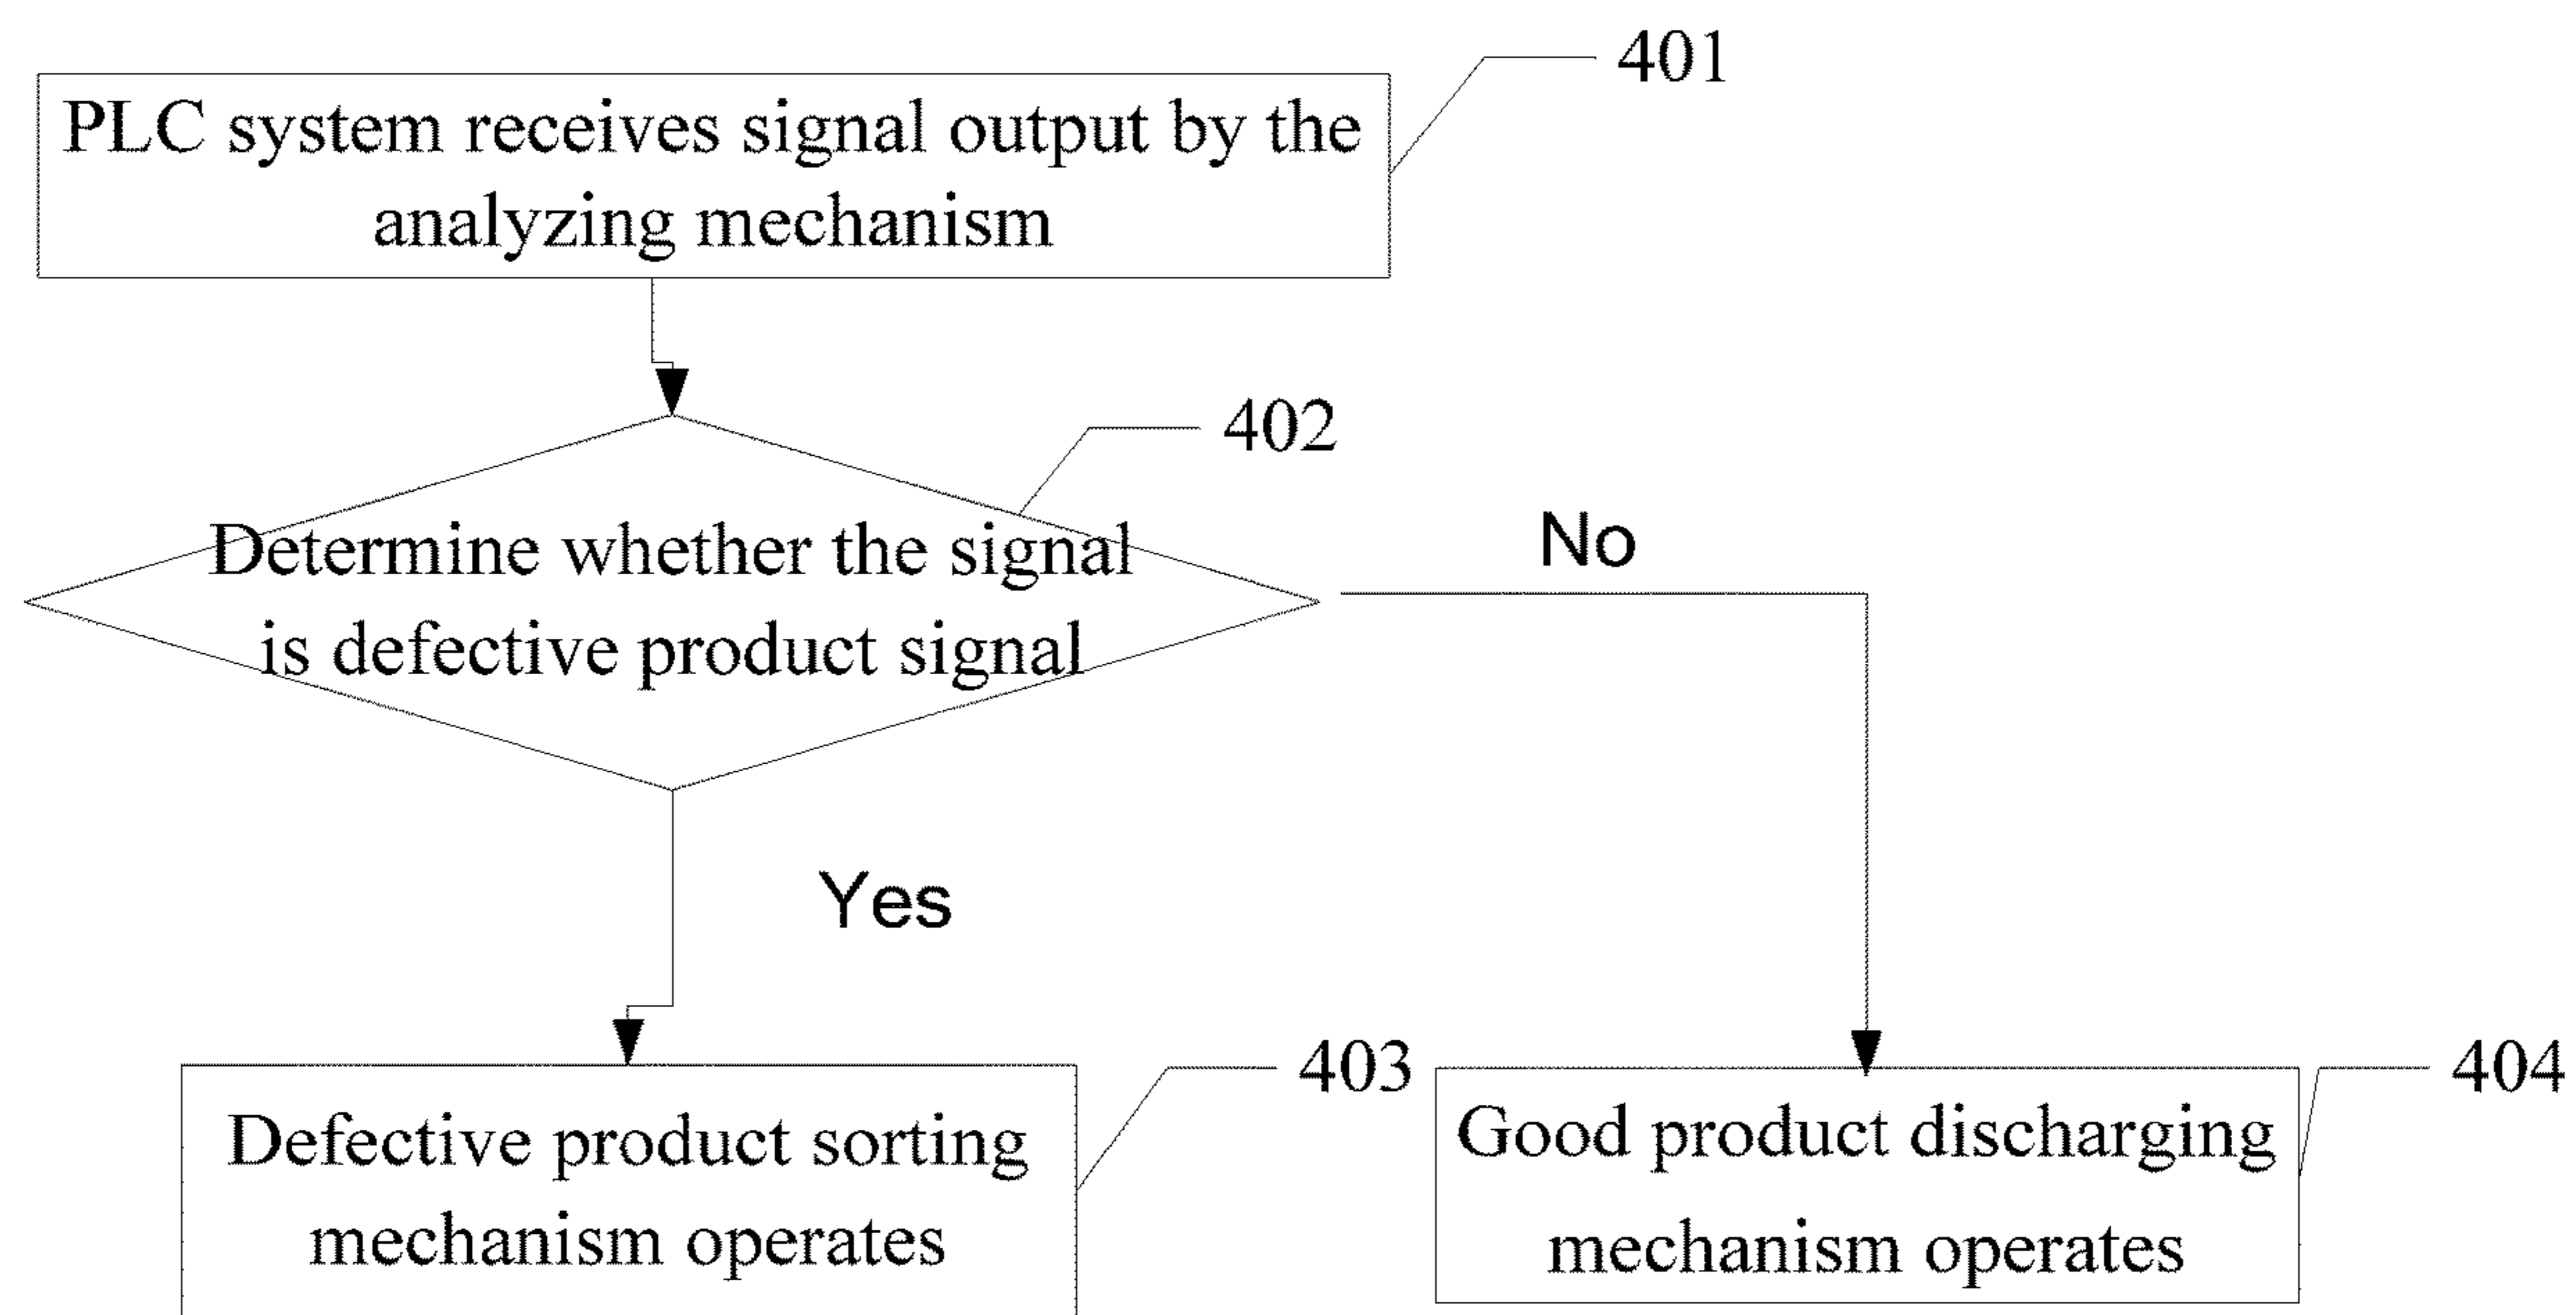 401
PLC system receives signal output by the
analyzing mechanism
402
Determine whether the signal
is defective product signal
No
Yes
403
Defective product sorting
mechanism operates
404
Good product discharging
mechanism operates